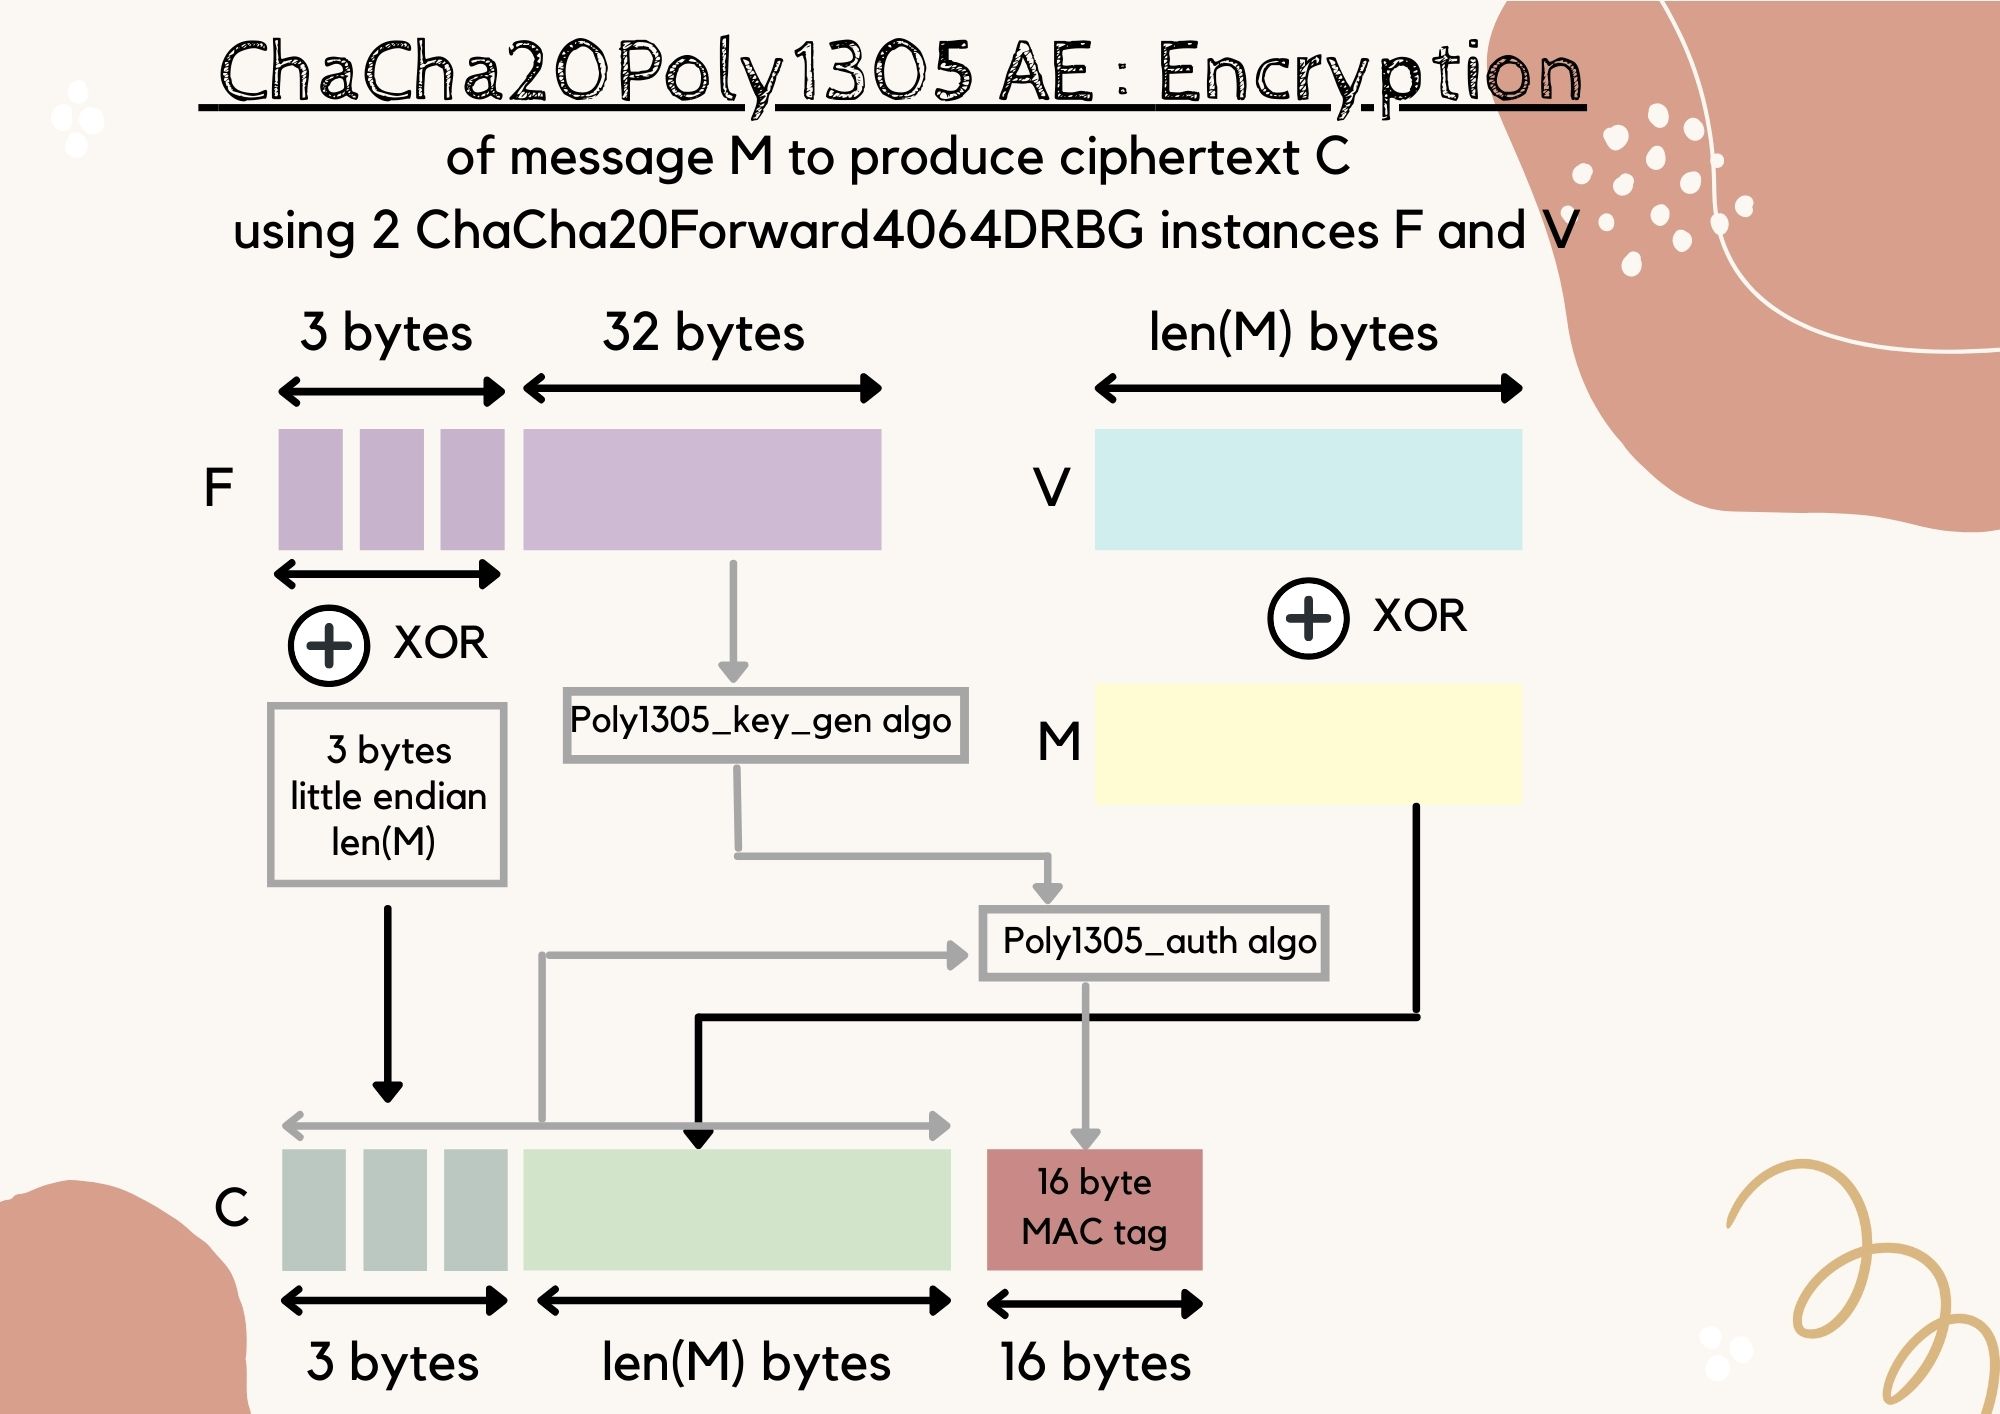 ChaCha20Poly1305 AE : Encryption
of message M to produce ciphertext C
using 2 ChaCha20Forward4064DRBG instances F and V
3 bytes
32 bytes
len(M) bytes
F
V
XOR
XOR
3 bytes
little endian
len(M)
Poly1305_key_gen algo
M
Poly1305_auth algo
C
16 byte
MAC tag
3 bytes
len(M) bytes
16 bytes